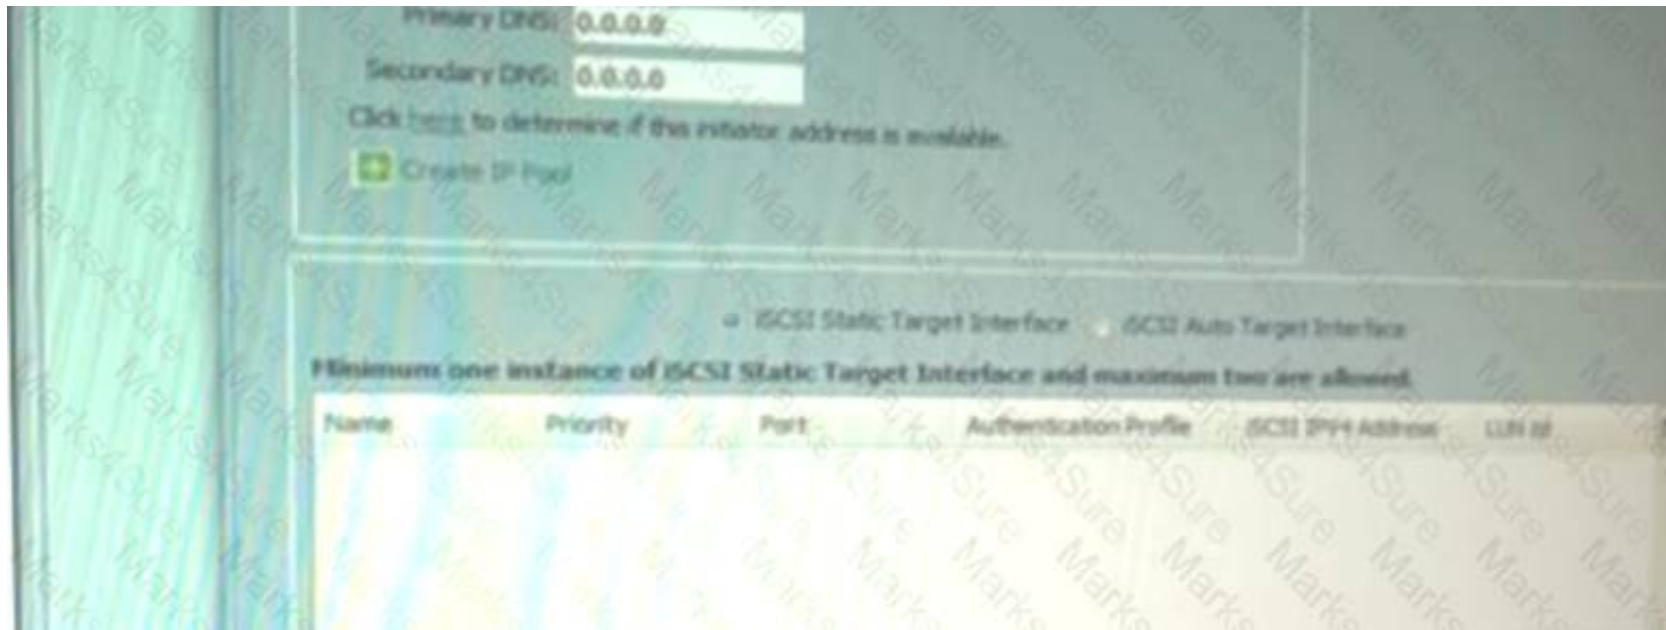 Primary DNS: 0.0.0.0
Secondary DNS: 0.0.0.0
Click here to determine if this initiator address is available.
Create IP Pool
iSCSI Static Target Interface iSCSI Auto Target Interface
Minimum one instance of iSCSI Static Target Interface and maximum two are allowed.
Name Priority Port Authentication Profile iSCSI IPV4 Address LUN Id
Marks4Sure